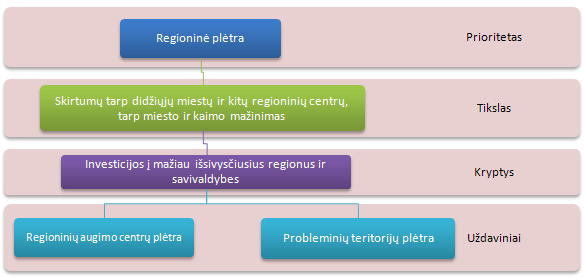 Regioninė plėtra
Prioritetas
Skirtumų tarp didžiųjų miestų ir kitų regioninių centrų,
tarp miesto ir kaimo mažinimas
Tikslas
Investicijos į mažiau išsivysčiusius regionus ir
savivaldybes
Kryptys
Regioninių augimo centrų plėtra
Probleminių teritorijų plėtra
Uždaviniai